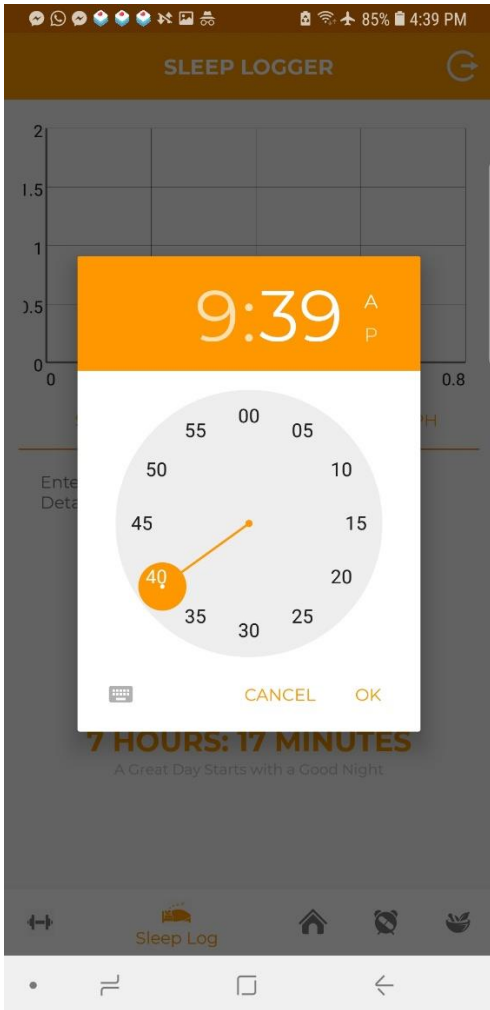 85% 4:39 PM
SLEEP LOGGER
2
1.5
1
0.5
0
0 0.8
9:39 A
P
00
55 05
50 10
45 15
40 20
35 25
30
CANCEL OK
Ente
Deta
7 HOURS: 17 MINUTES
A Great Day Starts with a Good Night
Sleep Log